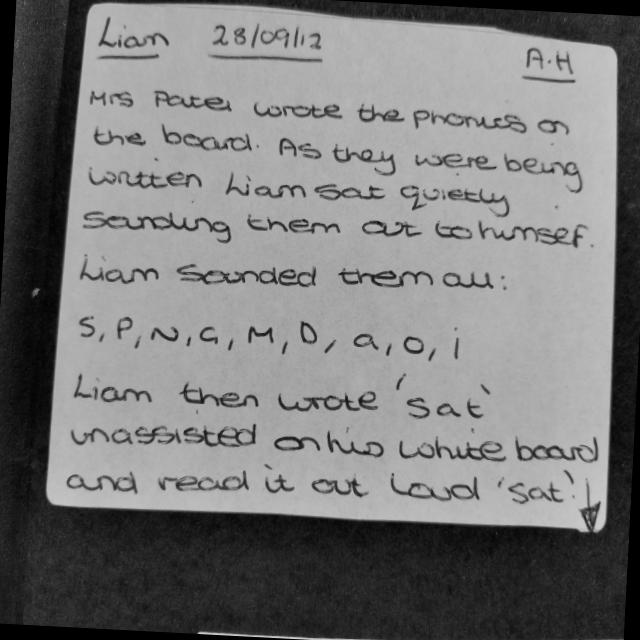 Liam 28/09/12 A.H
Mrs Patel wrote the phonics on
the board. As they were being
written Liam sat quietly
sounding them out to himsef.
Liam sounded them all:
S, P, N, G, M, D, a, o, i
Liam then wrote 'sat'
unassisted on his white board
and read it out loud 'sat'.